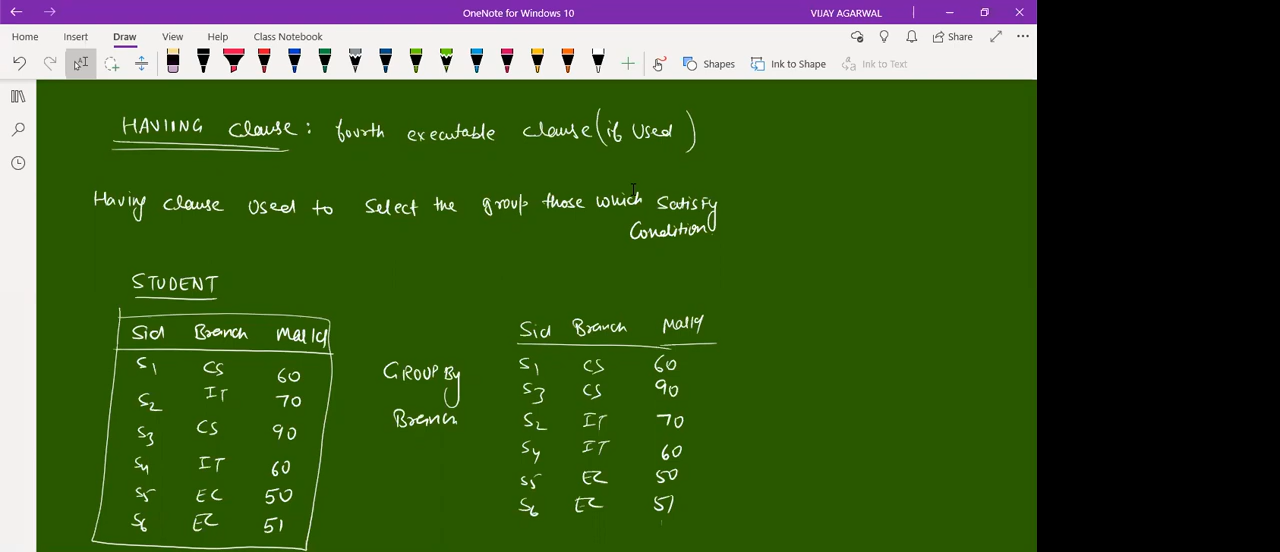 OneNote for Windows 10
VIJAY AGARWAL
Home Insert Draw View Help Class Notebook
Share
Shapes Ink to Shape Ink to Text
HAVIING Clause: fourth executable clause (if used)
Having clause used to select the group those which satisfy
condition
STUDENT
Sid Branch
S1 CS 60
S2 IT 70
S3 CS 90
S4 IT 60
S5 EC 50
S6 EC 51
GROUP By
Branch
Sid Branch
S1 CS 60
S3 CS 90
S2 IT 70
S4 IT 60
S5 EC 50
S6 EC 51